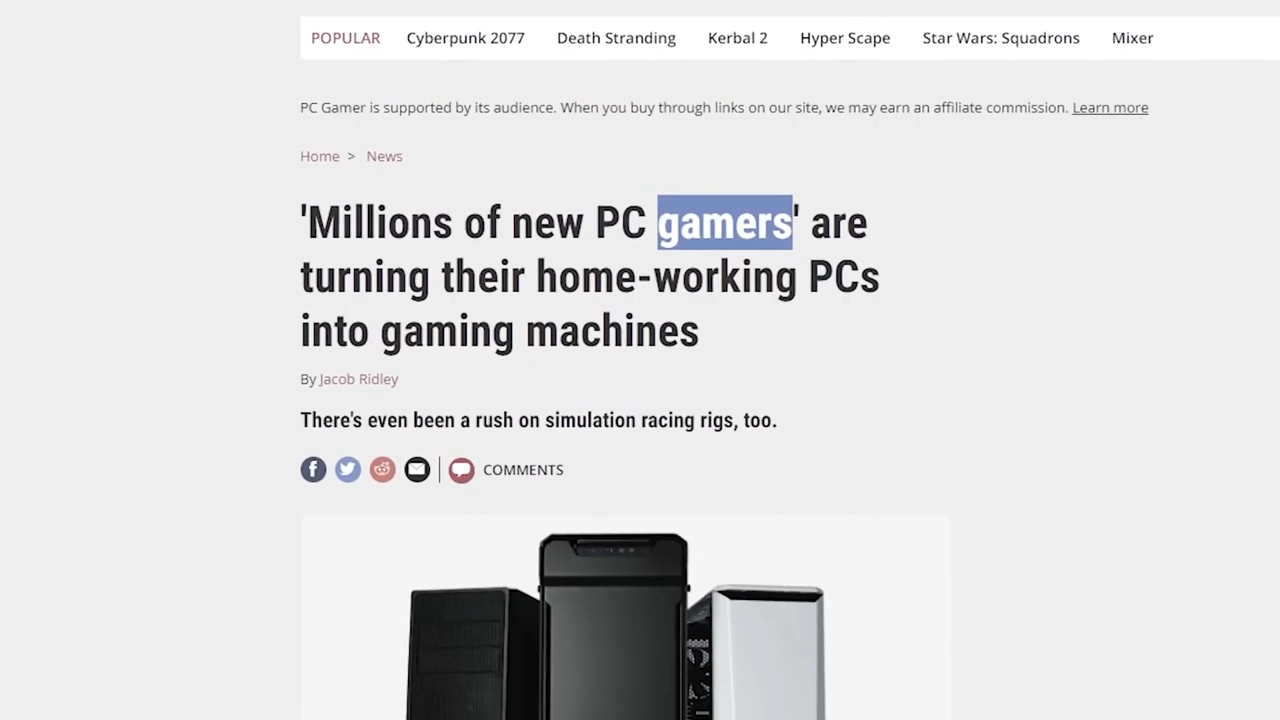 POPULAR Cyberpunk 2077 Death Stranding Kerbal 2 Hyper Scape Star Wars: Squadrons Mixer
PC Gamer is supported by its audience. When you buy through links on our site, we may earn an affiliate commission. Learn more
Home > News
'Millions of new PC gamers' are
turning their home-working PCs
into gaming machines
By Jacob Ridley
There's even been a rush on simulation racing rigs, too.
COMMENTS